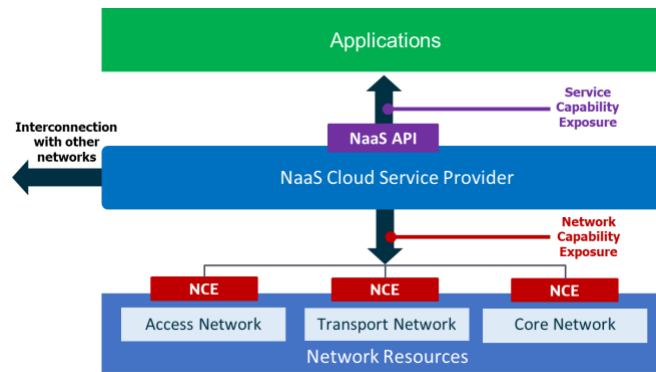 Applications
Service
Capability
Exposure
Interconnection
with other
networks
NaaS API
NaaS Cloud Service Provider
Network
Capability
Exposure
NCE
NCE
NCE
Access Network
Transport Network
Core Network
Network Resources